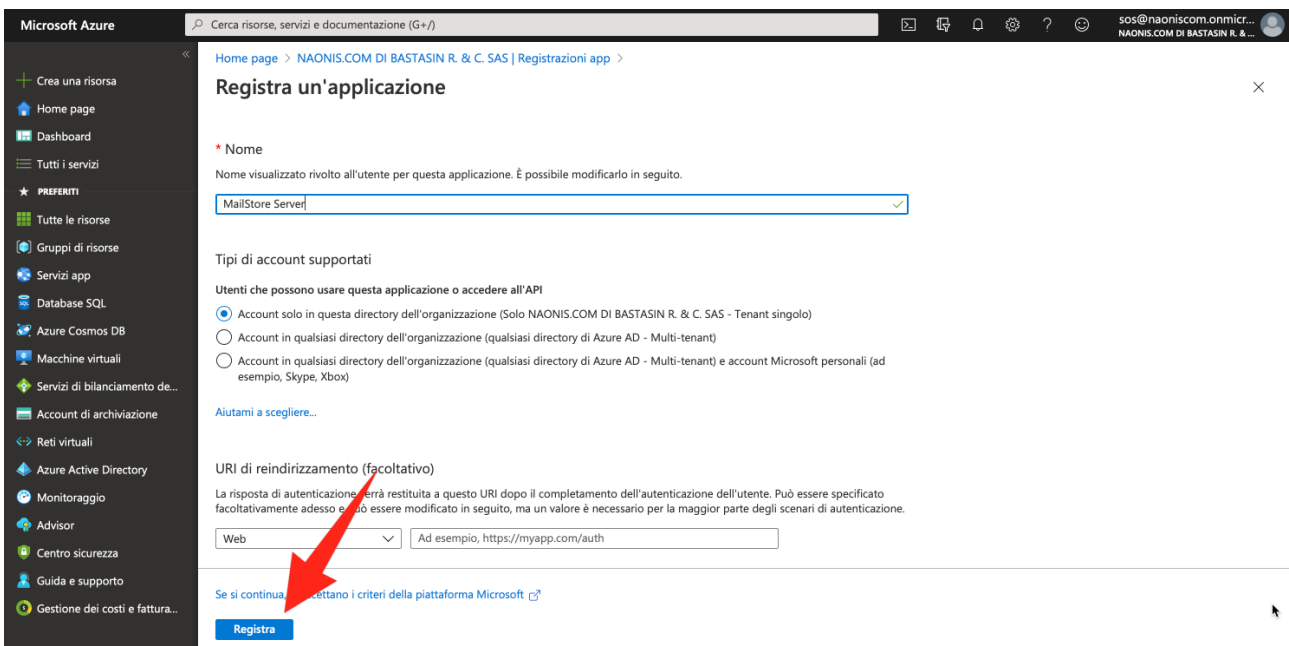 Microsoft Azure
Cerca risorse, servizi e documentazione (G+/)
sos@naoniscom.onmicr...
NAONIS.COM DI BASTASIN R. & ...
«
Crea una risorsa
Home page
Dashboard
Tutti i servizi
PREFERITI
Tutte le risorse
Gruppi di risorse
Servizi app
Database SQL
Azure Cosmos DB
Macchine virtuali
Servizi di bilanciamento de...
Account di archiviazione
Reti virtuali
Azure Active Directory
Monitoraggio
Advisor
Centro sicurezza
Guida e supporto
Gestione dei costi e fattura...
Home page > NAONIS.COM DI BASTASIN R. & C. SAS | Registrazioni app >
Registra un'applicazione
* Nome
Nome visualizzato rivolto all'utente per questa applicazione. È possibile modificarlo in seguito.
MailStore Server
Tipi di account supportati
Utenti che possono usare questa applicazione o accedere all'API
Account solo in questa directory dell'organizzazione (Solo NAONIS.COM DI BASTASIN R. & C. SAS - Tenant singolo)
Account in qualsiasi directory dell'organizzazione (qualsiasi directory di Azure AD - Multi-tenant)
Account in qualsiasi directory dell'organizzazione (qualsiasi directory di Azure AD - Multi-tenant) e account Microsoft personali (ad
esempio, Skype, Xbox)
Aiutami a scegliere...
URI di reindirizzamento (facoltativo)
La risposta di autenticazione verrà restituita a questo URI dopo il completamento dell'autenticazione dell'utente. Può essere specificato
facoltativamente adesso e può essere modificato in seguito, ma un valore è necessario per la maggior parte degli scenari di autenticazione.
Web
Ad esempio, https://myapp.com/auth
Se si continua, accettano i criteri della piattaforma Microsoft
Registra